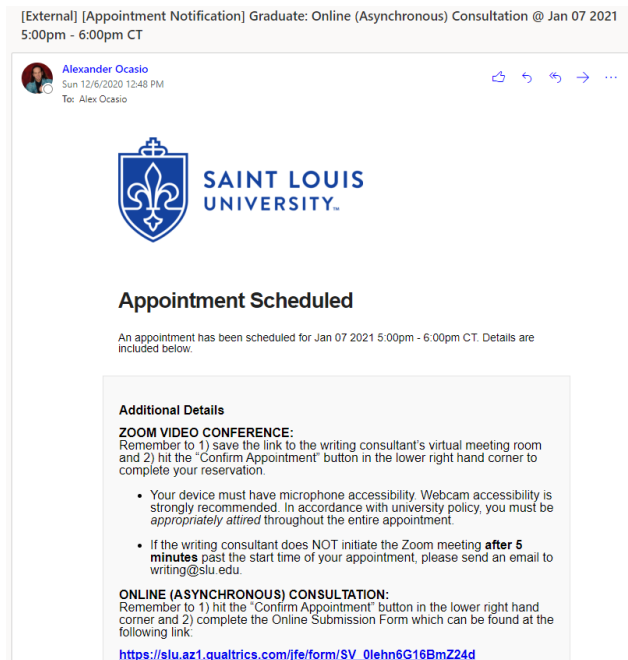 [External] [Appointment Notification] Graduate: Online (Asynchronous) Consultation @ Jan 07 2021
5:00pm - 6:00pm CT
Alexander Ocasio
Sun 12/6/2020 12:48 PM
To: Alex Ocasio
SAINT LOUIS
UNIVERSITY™
Appointment Scheduled
An appointment has been scheduled for Jan 07 2021 5:00pm - 6:00pm CT. Details are
included below.
Additional Details
ZOOM VIDEO CONFERENCE:
Remember to 1) save the link to the writing consultant's virtual meeting room
and 2) hit the “Confirm Appointment” button in the lower right hand corner to
complete your reservation.
• Your device must have microphone accessibility. Webcam accessibility is
strongly recommended. In accordance with university policy, you must be
appropriately attired throughout the entire appointment.
• If the writing consultant does NOT initiate the Zoom meeting after 5
minutes past the start time of your appointment, please send an email to
writing@slu.edu.
ONLINE (ASYNCHRONOUS) CONSULTATION:
Remember to 1) hit the “Confirm Appointment” button in the lower right hand
corner and 2) complete the Online Submission Form which can be found at the
following link:
https://slu.az1.qualtrics.com/jfe/form/SV_0lehn6G16BmZ24d